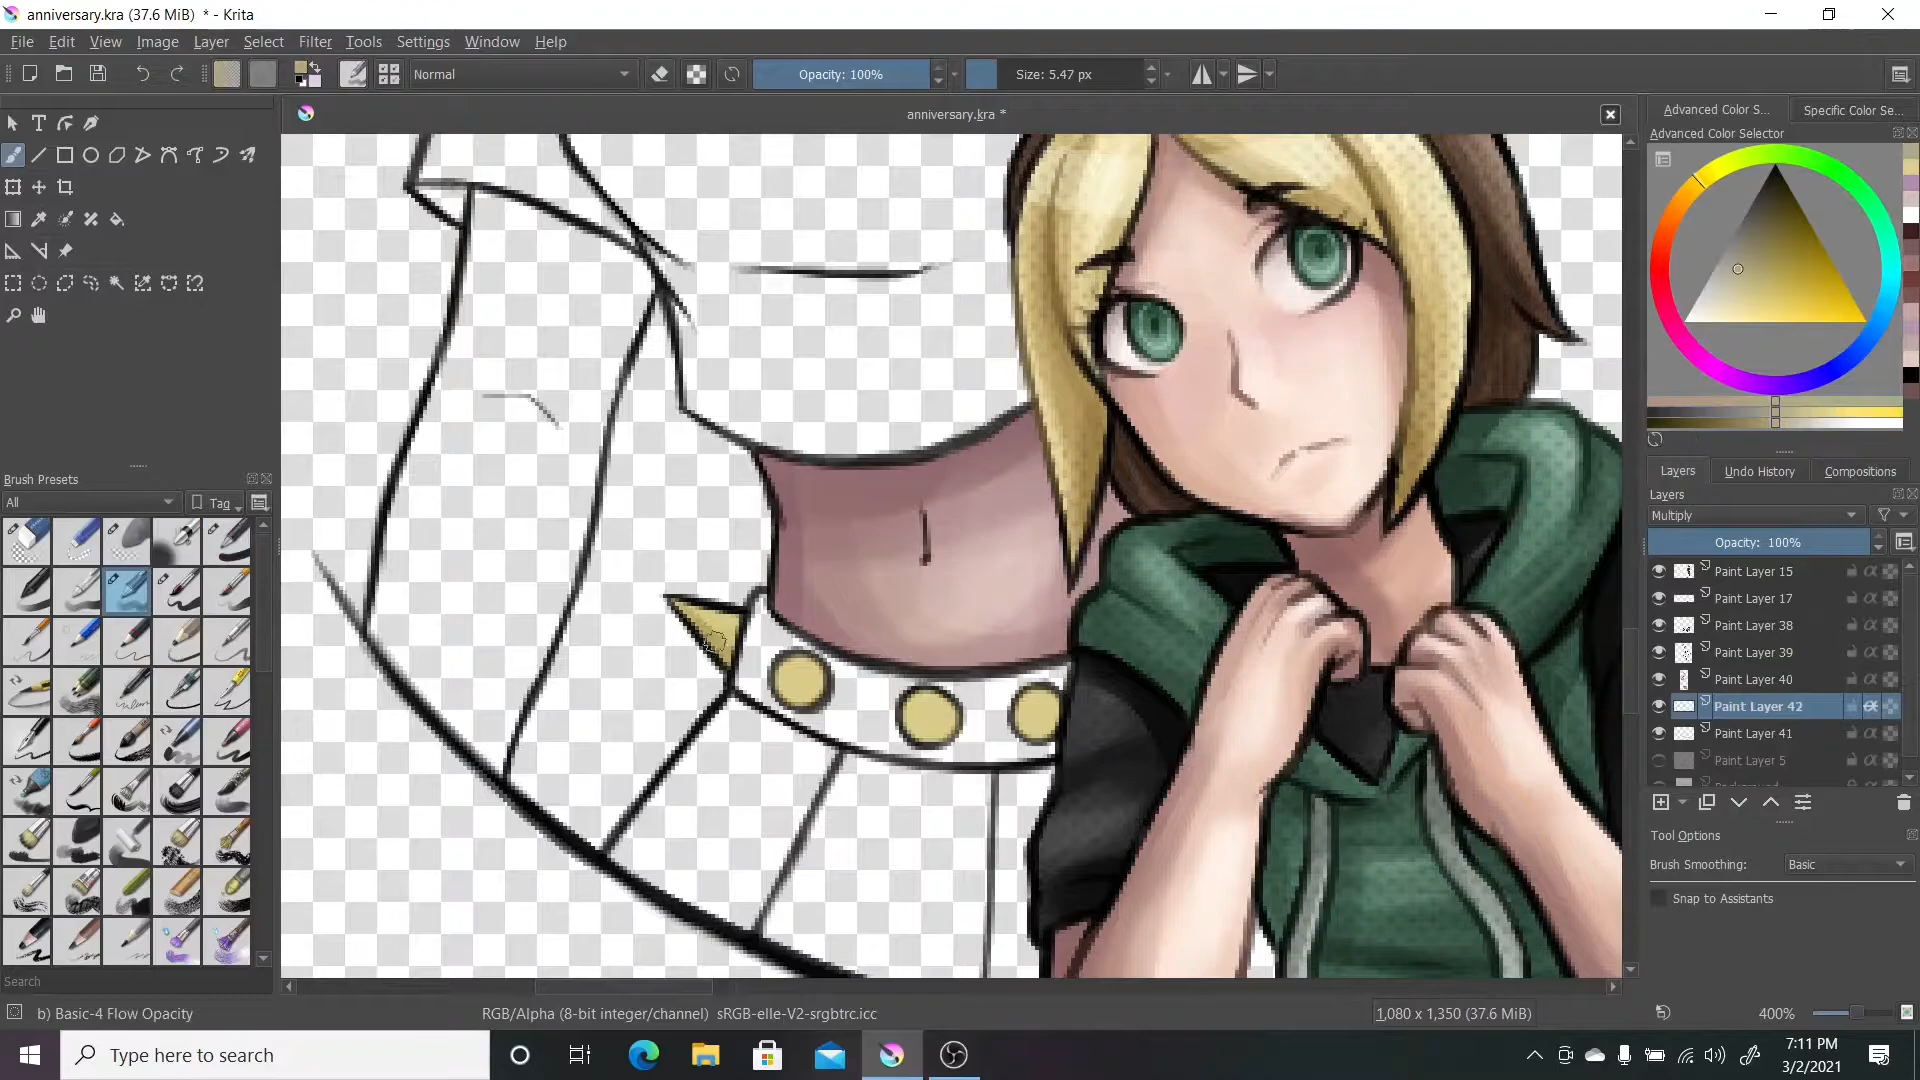 anniversary.kra (37.6 MiB) * - Krita
File Edit View Image Layer Select Filter Tools Settings Window Help
Normal Opacity: 100% Size: 5.47 px
anniversary.kra *
Advanced Color S... Specific Color Se...
Advanced Color Selector
Layers Undo History Compositions
Layers
Multiply
Opacity: 100%
Paint Layer 15
Paint Layer 17
Paint Layer 38
Paint Layer 39
Paint Layer 40
Paint Layer 42
Paint Layer 41
Paint Layer 5
Tool Options
Brush Smoothing: Basic
Snap to Assistants
Brush Presets
All Tag
Search
b) Basic-4 Flow Opacity RGB/Alpha (8-bit integer/channel) sRGB-elle-V2-srgbtrc.icc 1,080 x 1,350 (37.6 MiB) 400%
Type here to search
7:11 PM
3/2/2021